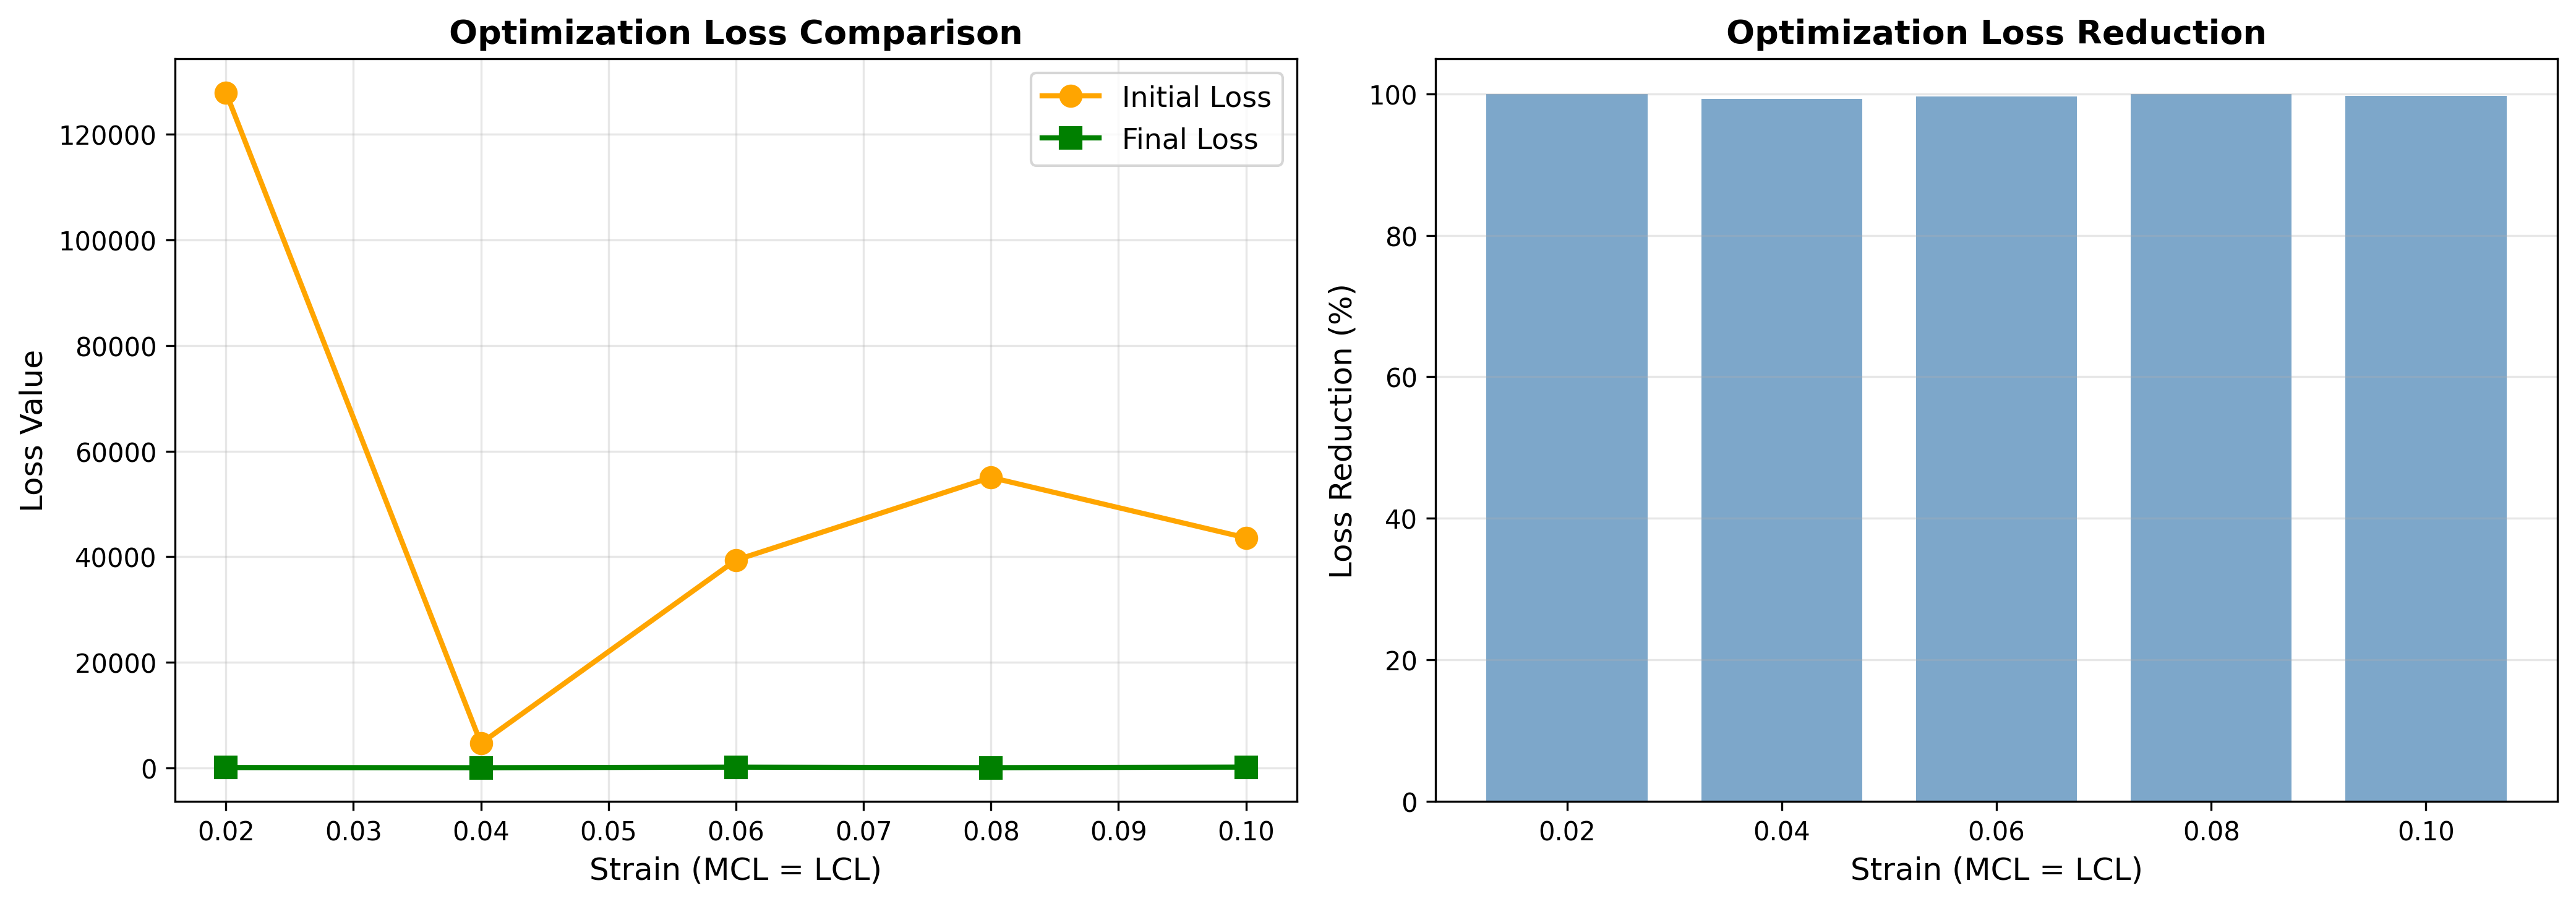 Optimization Loss Comparison
Loss Value
120000
100000
80000
60000
40000
20000
0
Initial Loss
Final Loss
0.02 0.03 0.04 0.05 0.06 0.07 0.08 0.09 0.10
Strain (MCL = LCL)
Optimization Loss Reduction
Loss Reduction (%)
100
80
60
40
20
0
0.02 0.04 0.06 0.08 0.10
Strain (MCL = LCL)